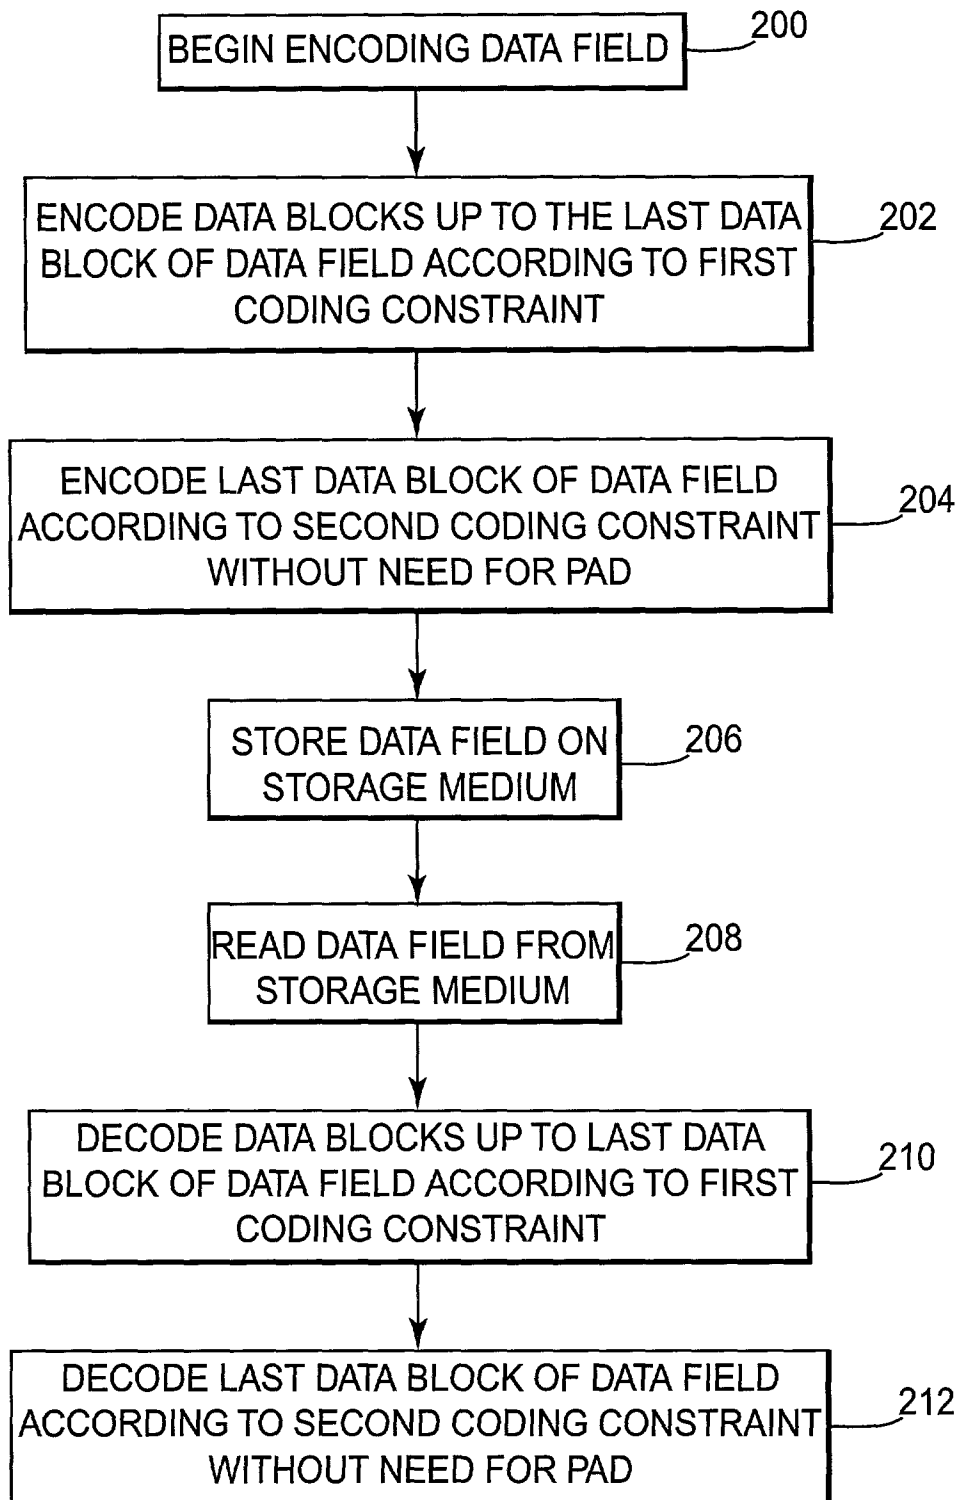 BEGIN ENCODING DATA FIELD
200
ENCODE DATA BLOCKS UP TO THE LAST DATA
BLOCK OF DATA FIELD ACCORDING TO FIRST
CODING CONSTRAINT
202
ENCODE LAST DATA BLOCK OF DATA FIELD
ACCORDING TO SECOND CODING CONSTRAINT
WITHOUT NEED FOR PAD
204
STORE DATA FIELD ON
STORAGE MEDIUM
206
READ DATA FIELD FROM
STORAGE MEDIUM
208
DECODE DATA BLOCKS UP TO LAST DATA
BLOCK OF DATA FIELD ACCORDING TO FIRST
CODING CONSTRAINT
210
DECODE LAST DATA BLOCK OF DATA FIELD
ACCORDING TO SECOND CODING CONSTRAINT
WITHOUT NEED FOR PAD
212